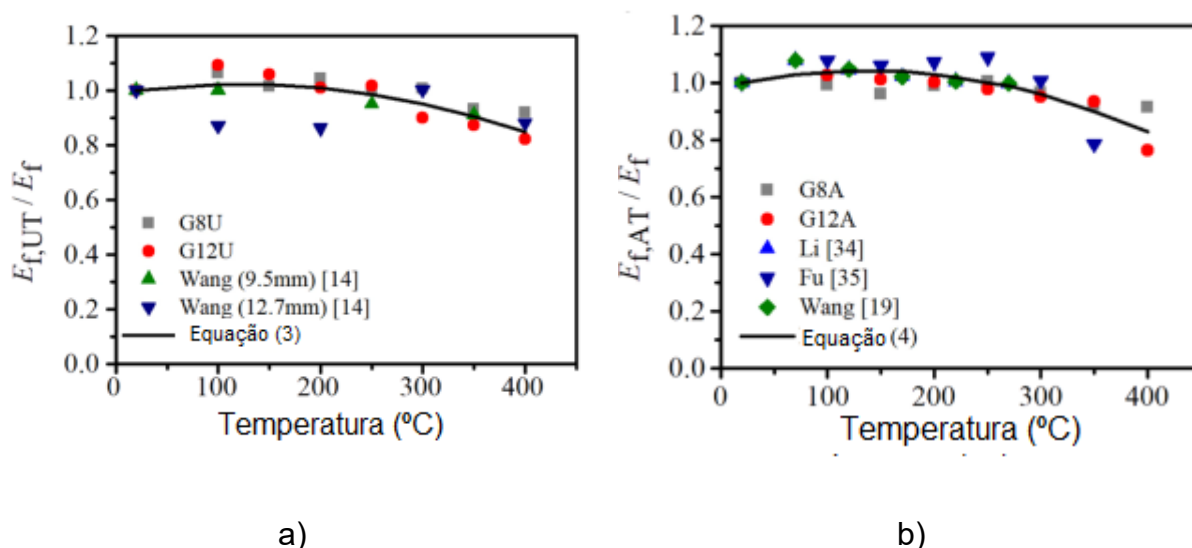 1.2
1.0
0.8
0.6
0.4
0.2
0.0
E_f,UT / E_f
G8U
G12U
Wang (9.5mm) [14]
Wang (12.7mm) [14]
Equação (3)
0 100 200 300 400
Temperatura (ºC)
a)
1.2
1.0
0.8
0.6
0.4
0.2
0.0
E_f,AT / E_f
G8A
G12A
Li [34]
Fu [35]
Wang [19]
Equação (4)
0 100 200 300 400
Temperatura (ºC)
b)